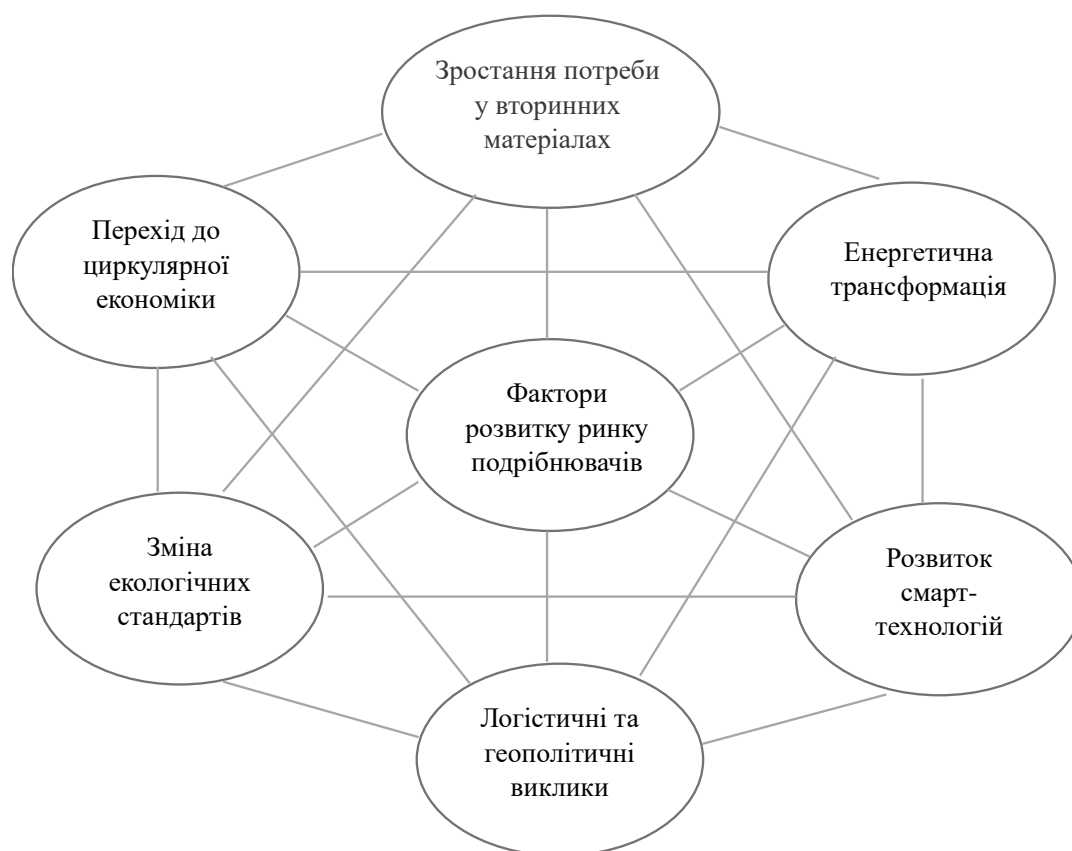 Зростання потреби
у вторинних
матеріалах
Перехід до
циркулярної
економіки
Енергетична
трансформація
Фактори
розвитку ринку
подрібнювачів
Зміна
екологічних
стандартів
Розвиток
смарт-
технологій
Логістичні та
геополітичні
виклики